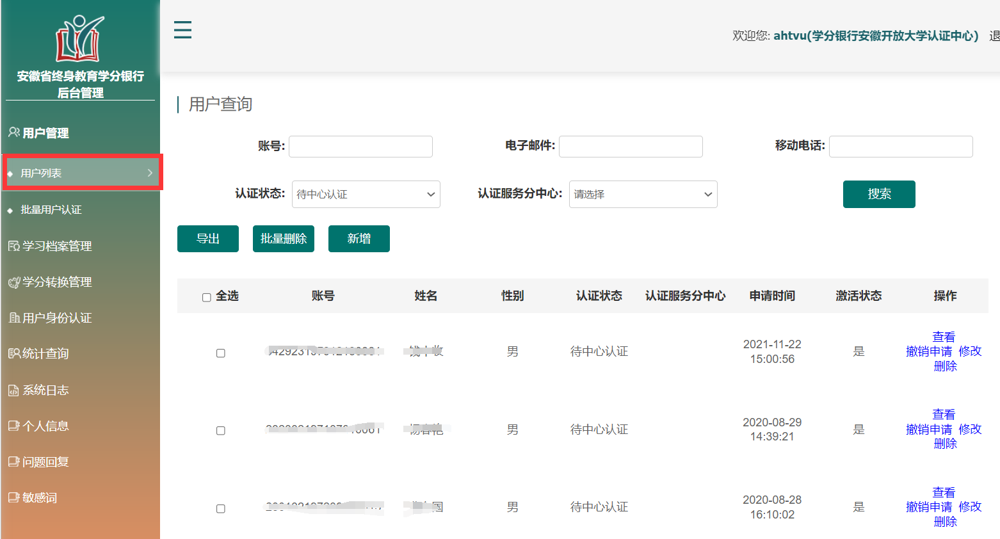 安徽省终身教育学分银行
后台管理
用户管理
用户列表
批量用户认证
学习档案管理
学分转换管理
用户身份认证
统计查询
系统日志
个人信息
问题回复
敏感词
欢迎您: ahtvu(学分银行安徽开放大学认证中心) 退
用户查询
账号: 电子邮件: 移动电话:
认证状态: 待中心认证 认证服务分中心: 请选择 搜索
导出 批量删除 新增
全选 账号 姓名 性别 认证状态 认证服务分中心 申请时间 激活状态 操作
男 待中心认证 2021-11-22 15:00:56 是 查看 撤销申请 修改 删除
男 待中心认证 2020-08-29 14:39:21 是 查看 撤销申请 修改 删除
国 男 待中心认证 2020-08-28 16:10:02 是 查看 撤销申请 修改 删除